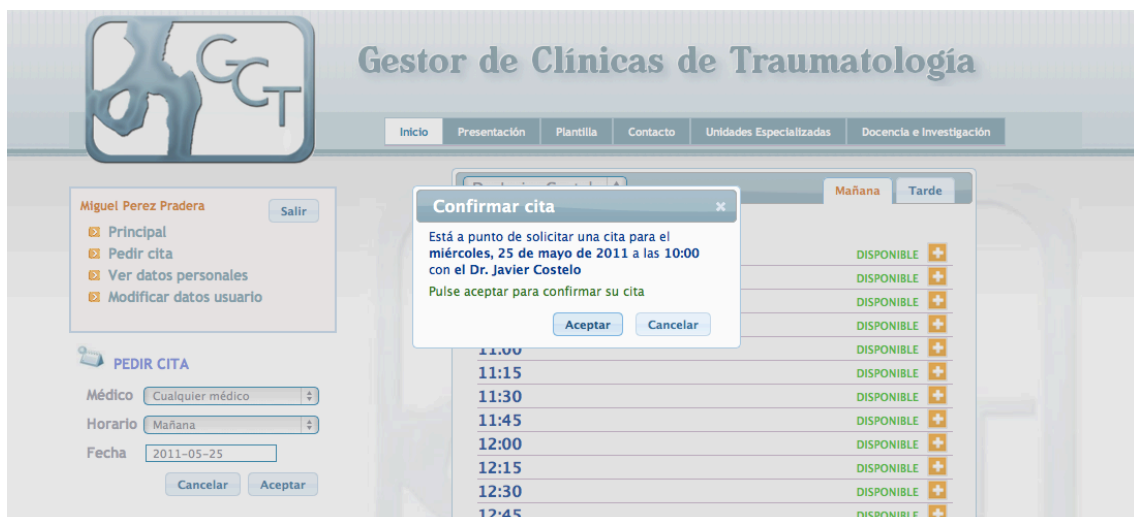 GCT
Gestor de Clínicas de Traumatología
Inicio Presentación Plantilla Contacto Unidades Especializadas Docencia e Investigación
Miguel Perez Pradera
Salir
Principal
Pedir cita
Ver datos personales
Modificar datos usuario
PEDIR CITA
Médico Cualquier médico
Horario Mañana
Fecha 2011-05-25
Cancelar Aceptar
Mañana Tarde
Confirmar cita
Está a punto de solicitar una cita para el
miércoles, 25 de mayo de 2011 a las 10:00
con el Dr. Javier Costelo
Pulse aceptar para confirmar su cita
Aceptar Cancelar
DISPONIBLE
DISPONIBLE
DISPONIBLE
DISPONIBLE
11:00 DISPONIBLE
11:15 DISPONIBLE
11:30 DISPONIBLE
11:45 DISPONIBLE
12:00 DISPONIBLE
12:15 DISPONIBLE
12:30 DISPONIBLE
12:45 DISPONIBLE